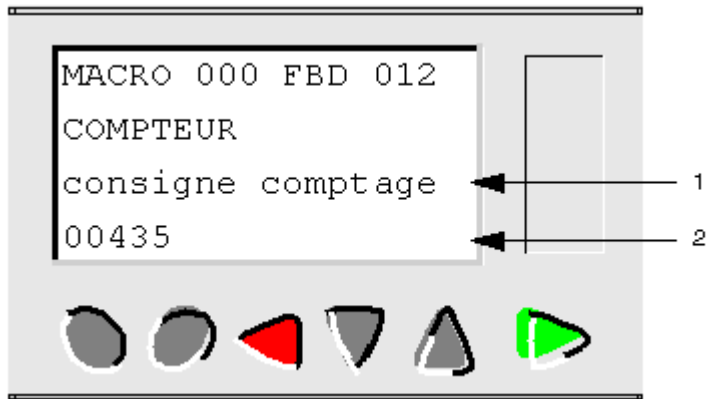 MACRO 000 FBD 012
COMPTEUR
consigne comptage
1
00435
2